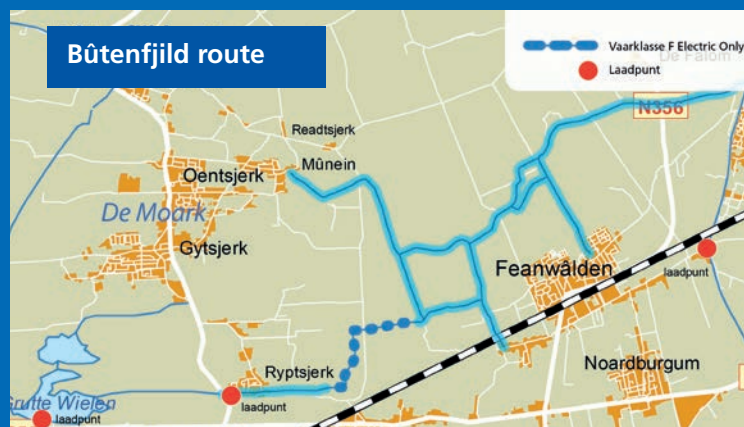 Bûtenfjild route
Vaarklasse F Electric Only
Laadpunt
De Falom
N356
Readtsjerk
Mûnein
Oentsjerk
De Moark
Gytsjerk
Feanwâlden
laadpunt
Ryptsjerk
Noardburgum
Grutte Wielen
laadpunt
laadpunt